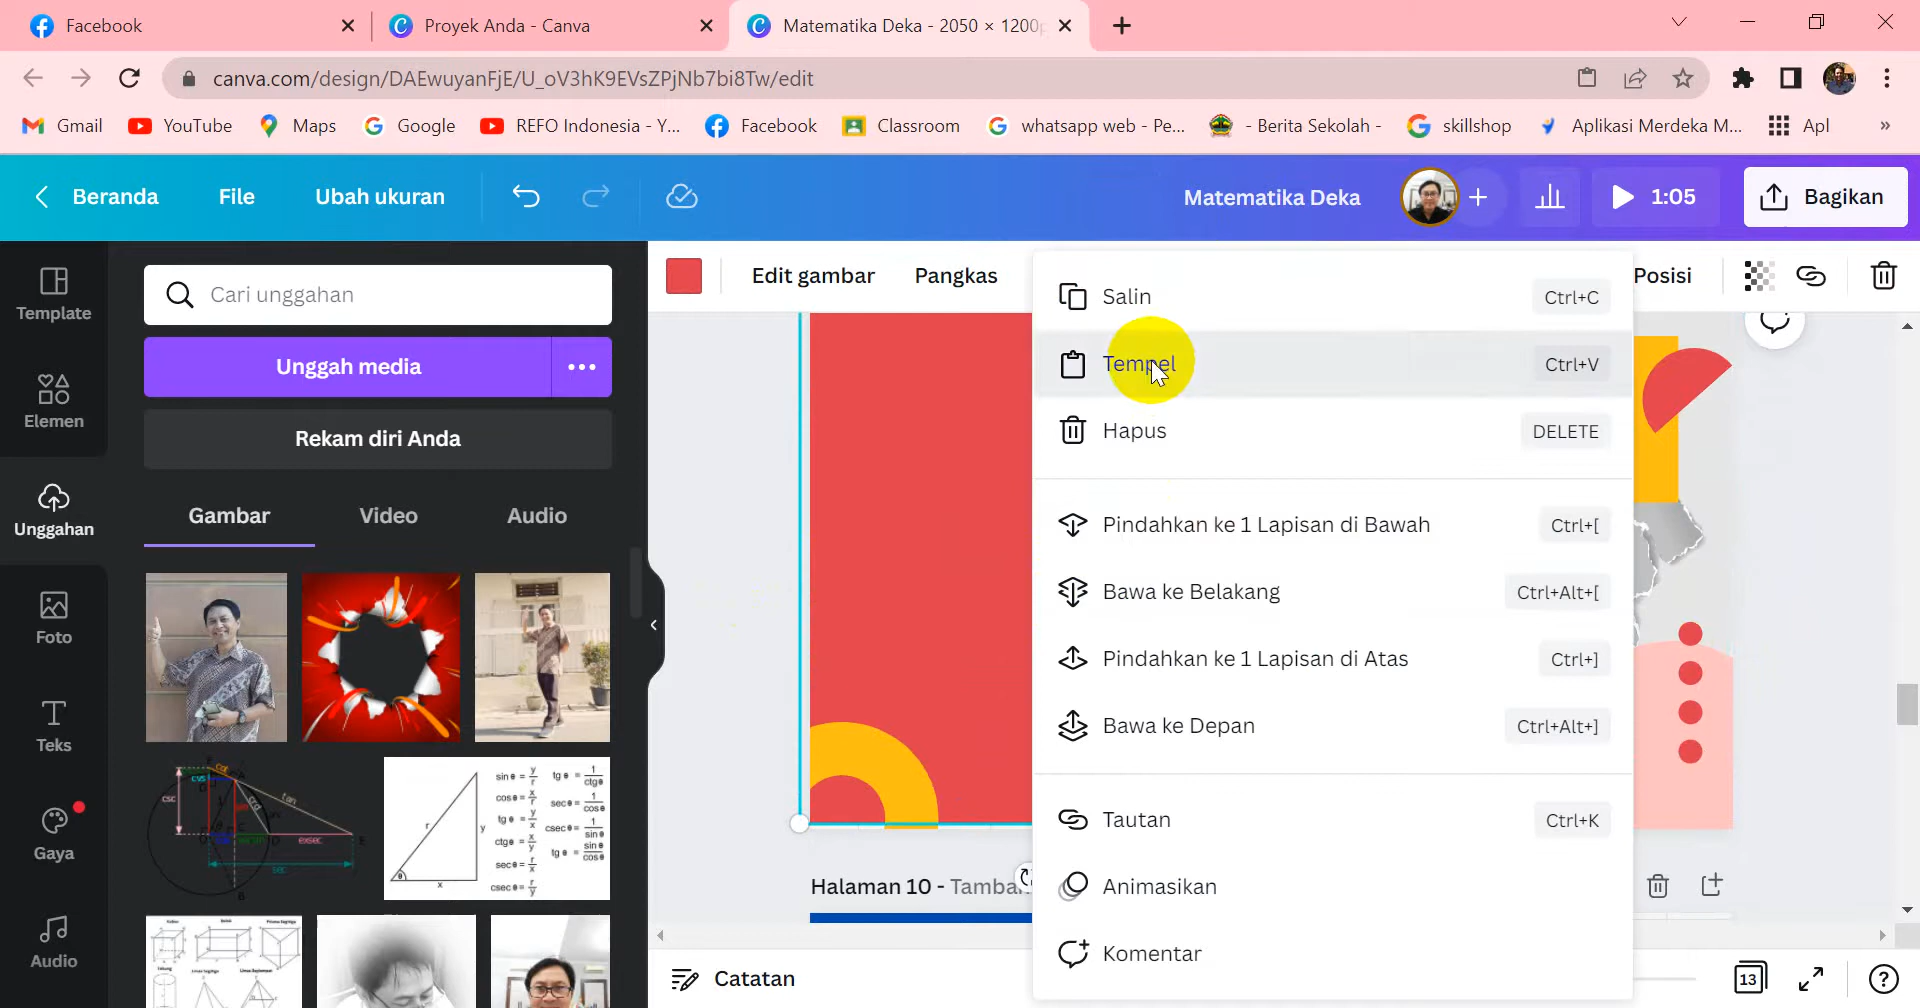 Facebook
Proyek Anda - Canva
Matematika Deka - 2050 × 1200p
canva.com/design/DAEwuyanFjE/U_oV3hK9EVsZPjNb7bi8Tw/edit
Gmail
YouTube
Maps
Google
REFO Indonesia - Y...
Facebook
Classroom
whatsapp web - Pe...
- Berita Sekolah -
skillshop
Aplikasi Merdeka M...
Apl
»
Beranda
File
Ubah ukuran
Matematika Deka
1:05
Bagikan
Template
Elemen
Unggahan
Foto
Teks
Gaya
Audio
Cari unggahan
Unggah media
Rekam diri Anda
Gambar
Video
Audio
Edit gambar
Pangkas
Posisi
Salin Ctrl+C
Tempel Ctrl+V
Hapus DELETE
Pindahkan ke 1 Lapisan di Bawah Ctrl+[
Bawa ke Belakang Ctrl+Alt+[
Pindahkan ke 1 Lapisan di Atas Ctrl+]
Bawa ke Depan Ctrl+Alt+]
Tautan Ctrl+K
Animasikan
Komentar
Halaman 10 - Tamba
Catatan
13